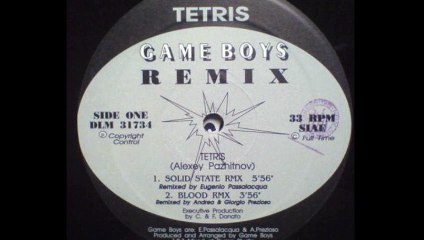 TETRIS
GAME BOYS
REMIX
SIDE ONE
DLM 31734
Ⓟ Copyright
Control
33 RPM
SIAE
Ⓒ Full Time
TETRIS
(Alexey Pazhitnov)
1. SOLID STATE RMX 5'56"
Remixed by Eugenio Passalacqua
2. BLOOD RMX 3'56"
Remixed by Andrea & Giorgio Prezioso
Executive Production
by C. & F. Donato
Game Boys are: E.Passalacqua & A.Prezioso
Produced and Arranged by Game Boys